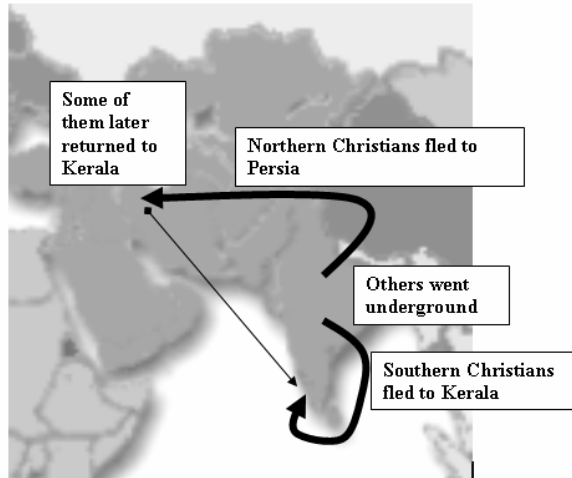 Some of
them later
returned to
Kerala
Northern Christians fled to
Persia
Others went
underground
Southern Christians
fled to Kerala